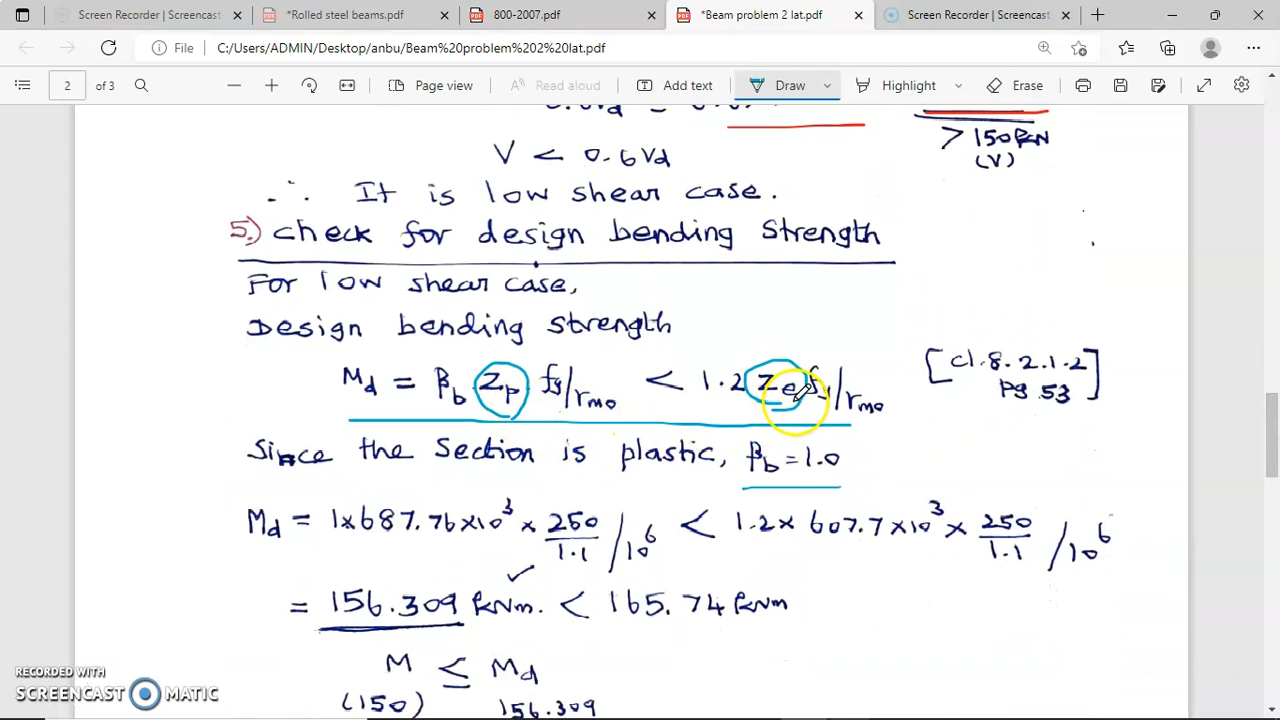 Screen Recorder | Screencast
*Rolled steel beams.pdf
800-2007.pdf
*Beam problem 2 lat.pdf
Screen Recorder | Screencast
File
C:/Users/ADMIN/Desktop/anbu/Beam%20problem%202%20lat.pdf
2 of 3
Page view
Read aloud
Add text
Draw
Highlight
Erase
> 150 kN
V < 0.6Vd
(V)
∴ It is low shear case.
5.) check for design bending strength
For low shear case,
Design bending strength
Md = βb Zp fy/rmo < 1.2 Ze fy/rmo
[cl.8.2.1.2
Pg 53]
Since the Section is plastic, βb = 1.0
Md = 1x687.76x10³ x 250/1.1 /10⁶ < 1.2x 607.7x10³ x 250/1.1 /10⁶
= 156.309 kNm. < 165.74 kNm
M ≤ Md
(150) 156.309
RECORDED WITH
SCREENCAST MATIC